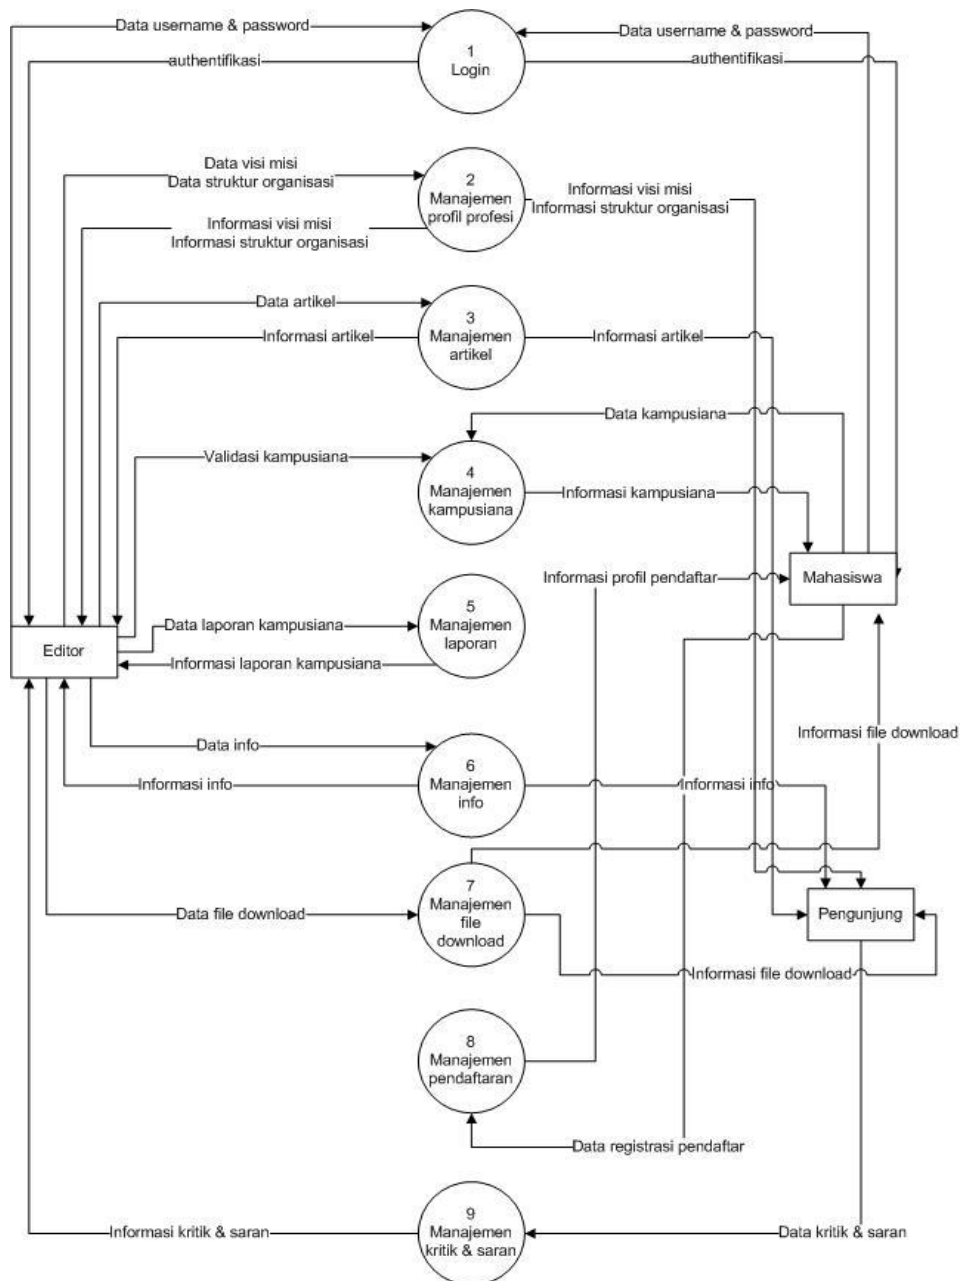 Data username & password
1
Login
Data username & password
authentifikasi
authentifikasi
Data visi misi
Data struktur organisasi
2
Manajemen
profil profesi
Informasi visi misi
Informasi struktur organisasi
Informasi visi misi
Informasi struktur organisasi
Data artikel
3
Manajemen
artikel
Informasi artikel
Informasi artikel
Data kampusiana
Validasi kampusiana
4
Manajemen
kampusiana
Informasi kampusiana
Informasi profil pendaftar
Mahasiswa
5
Manajemen
laporan
Data laporan kampusiana
Editor
Informasi laporan kampusiana
Informasi file download
Data info
6
Manajemen
info
Informasi info
Informasi info
7
Manajemen
file
download
Data file download
Pengunjung
Informasi file download
8
Manajemen
pendaftaran
Data registrasi pendaftar
9
Manajemen
kritik & saran
Informasi kritik & saran
Data kritik & saran